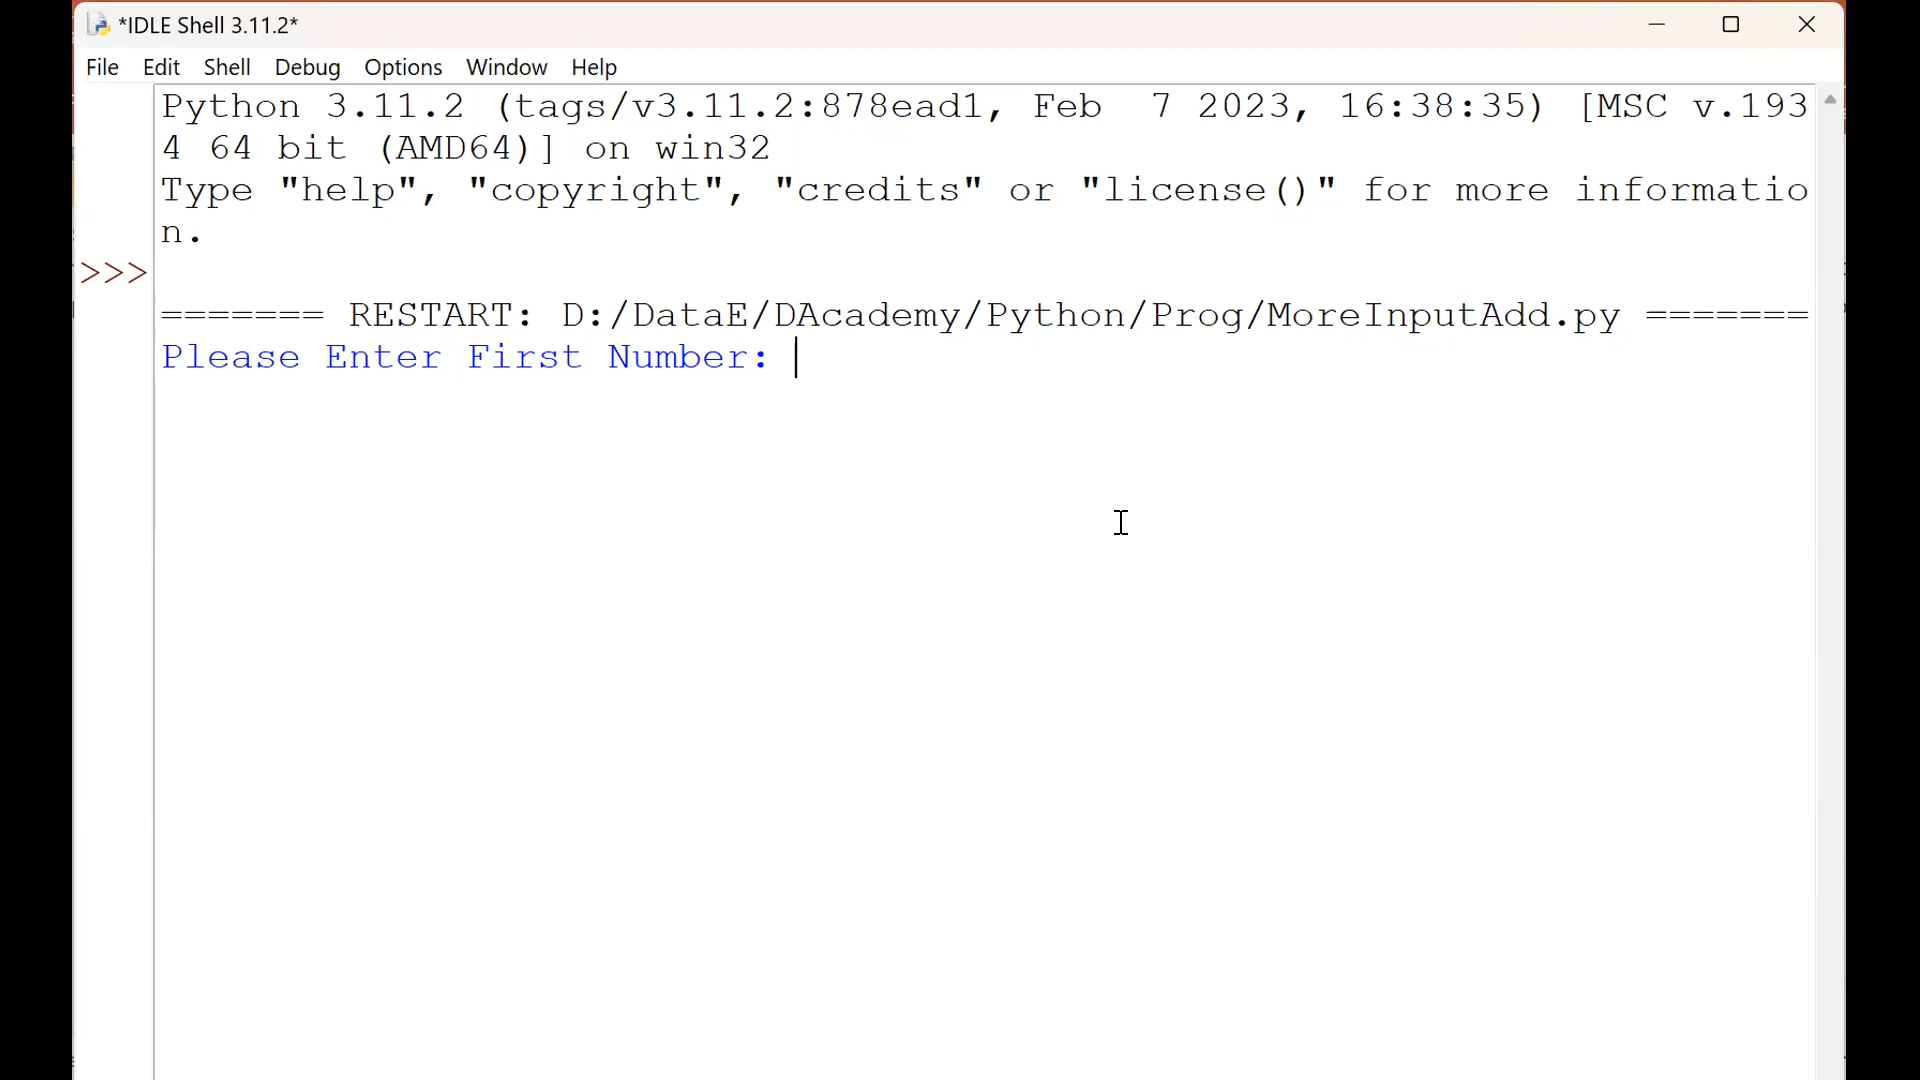 *IDLE Shell 3.11.2*
File Edit Shell Debug Options Window Help
Python 3.11.2 (tags/v3.11.2:878ead1, Feb  7 2023, 16:38:35) [MSC v.193
4 64 bit (AMD64)] on win32
Type "help", "copyright", "credits" or "license()" for more informatio
n.
>>>
======= RESTART: D:/DataE/DAcademy/Python/Prog/MoreInputAdd.py =======
Please Enter First Number: